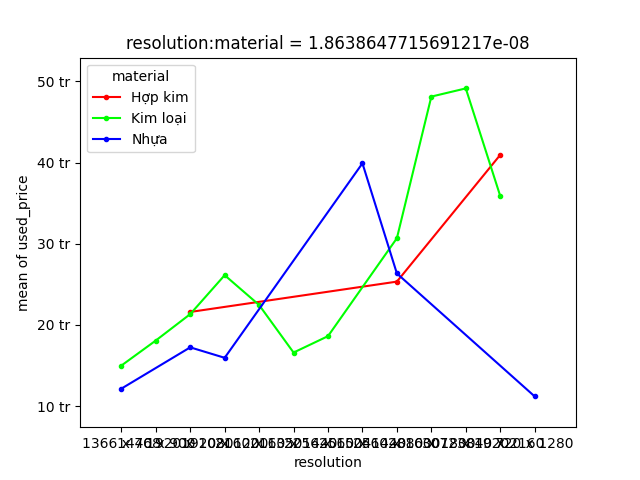 resolution:material = 1.8638647715691217e-08
material
Hợp kim
Kim loại
Nhựa
50 tr
40 tr
30 tr
20 tr
10 tr
mean of used_price
resolution